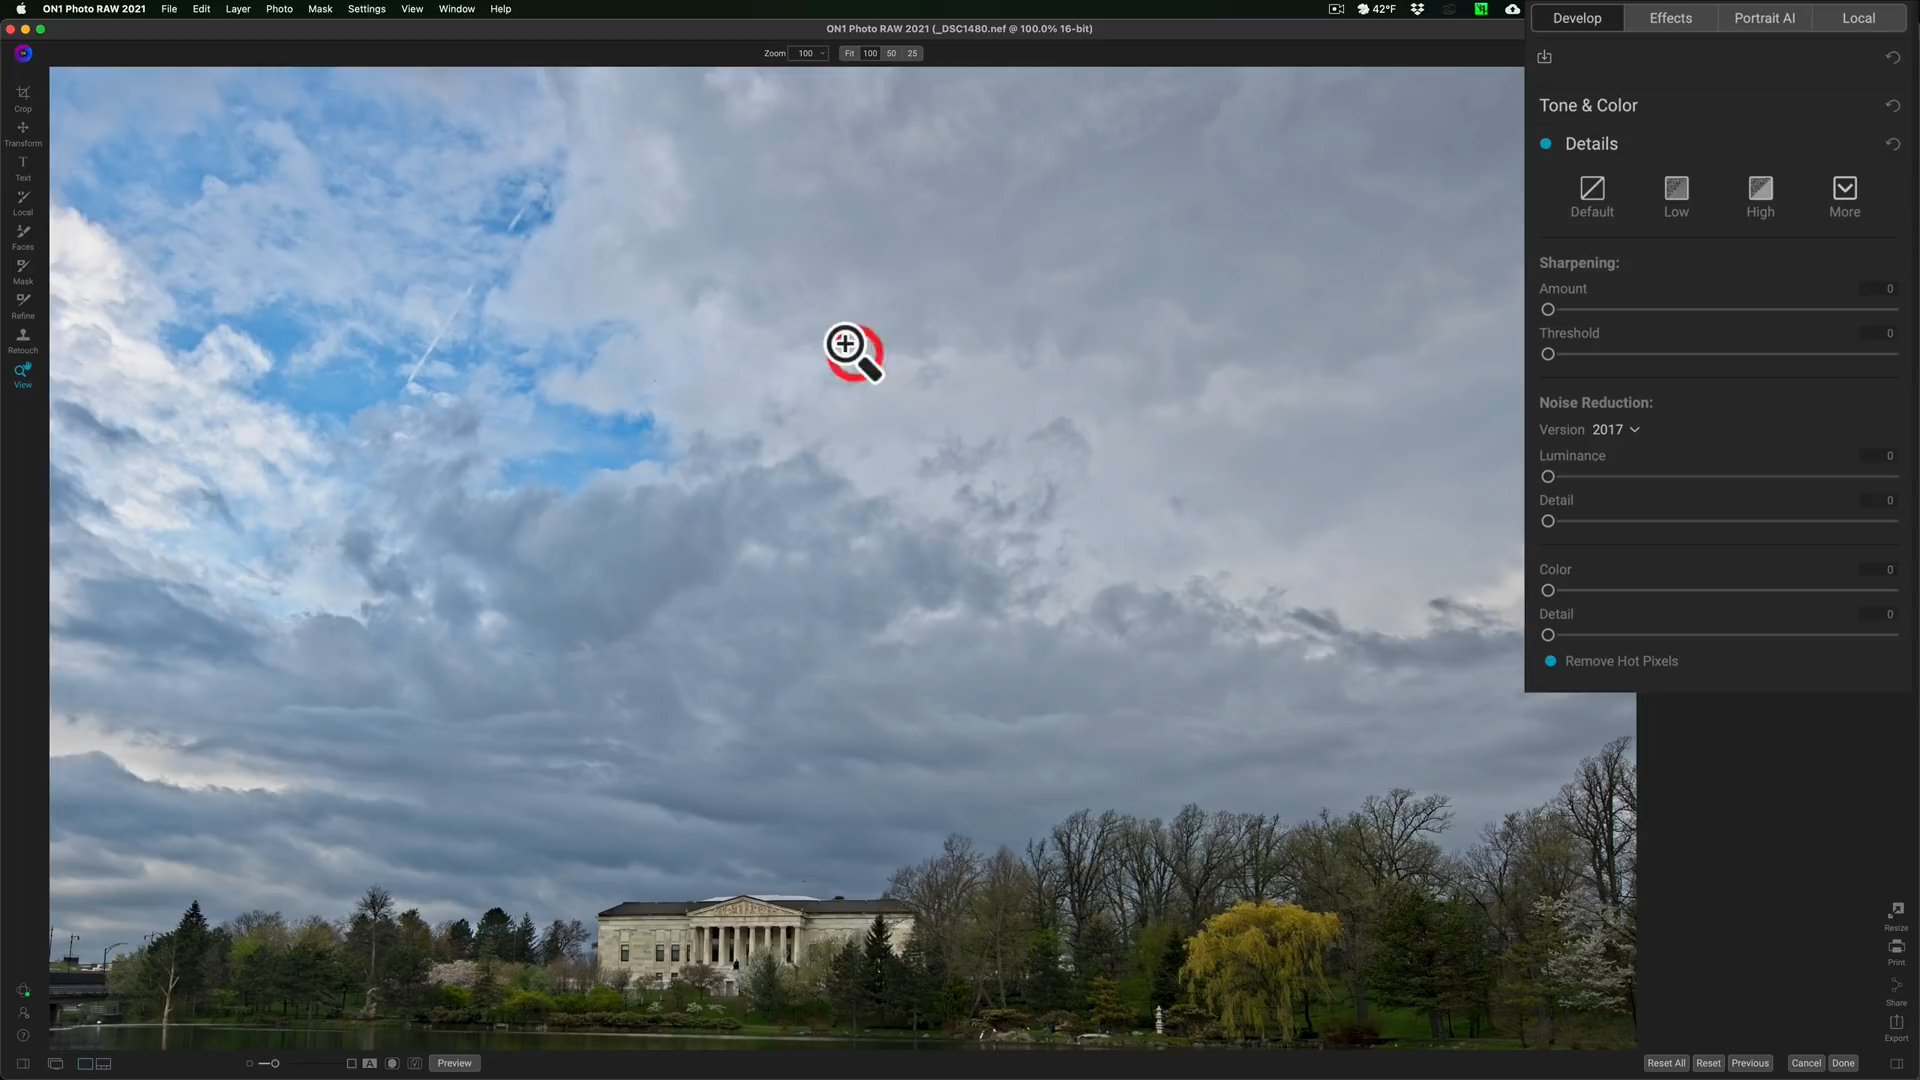 ON1 Photo RAW 2021 File Edit Layer Photo Mask Settings View Window Help 42°F
ON1 Photo RAW 2021 (_DSC1480.nef @ 100.0% 16-bit)
Zoom 100 Fit 100 50 25
Crop
Transform
Text
Local
Faces
Mask
Refine
Retouch
View
Develop Effects Portrait AI Local
Tone & Color
Details
Default Low High More
Sharpening:
Amount 0
Threshold 0
Noise Reduction:
Version 2017
Luminance 0
Detail 0
Color 0
Detail 0
Remove Hot Pixels
Resize
Print
Share
Export
A Preview
Reset All Reset Previous Cancel Done